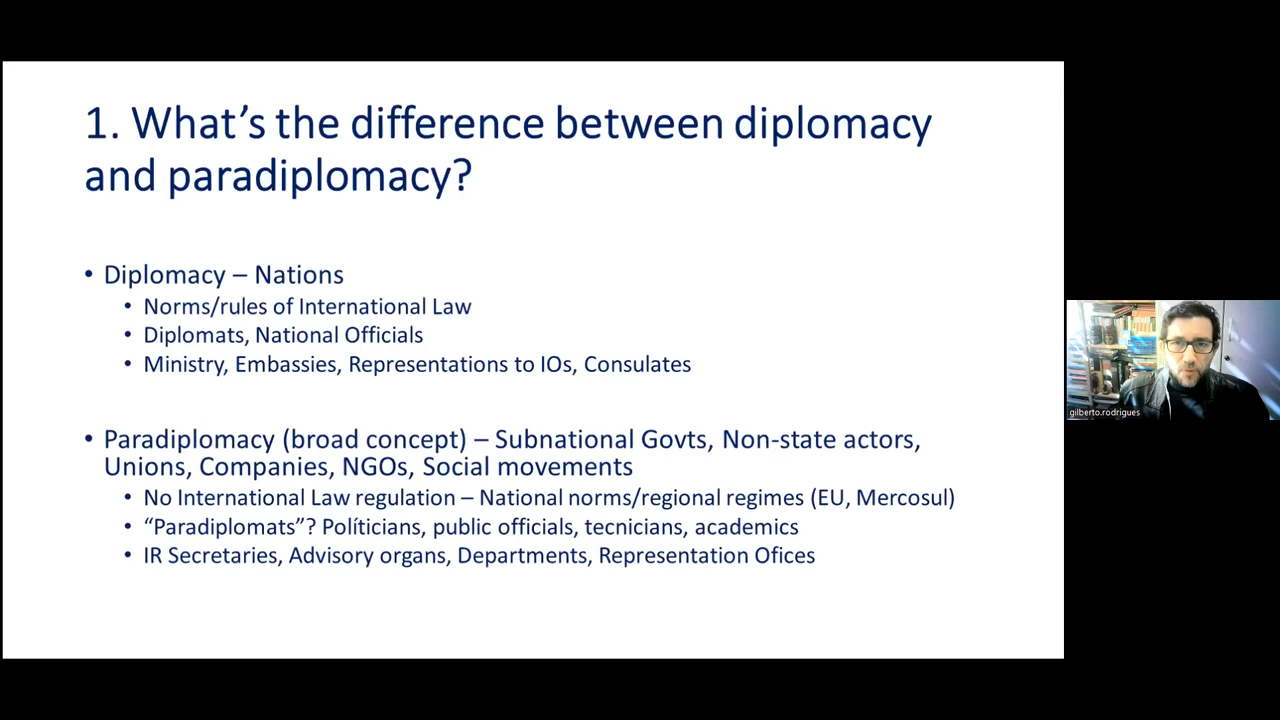 1. What’s the difference between diplomacy
and paradiplomacy?
• Diplomacy – Nations
• Norms/rules of International Law
• Diplomats, National Officials
• Ministry, Embassies, Representations to IOs, Consulates
• Paradiplomacy (broad concept) – Subnational Govts, Non-state actors,
Unions, Companies, NGOs, Social movements
• No International Law regulation – National norms/regional regimes (EU, Mercosul)
• “Paradiplomats”? Políticians, public officials, tecnicians, academics
• IR Secretaries, Advisory organs, Departments, Representation Ofices
gilberto.rodrigues